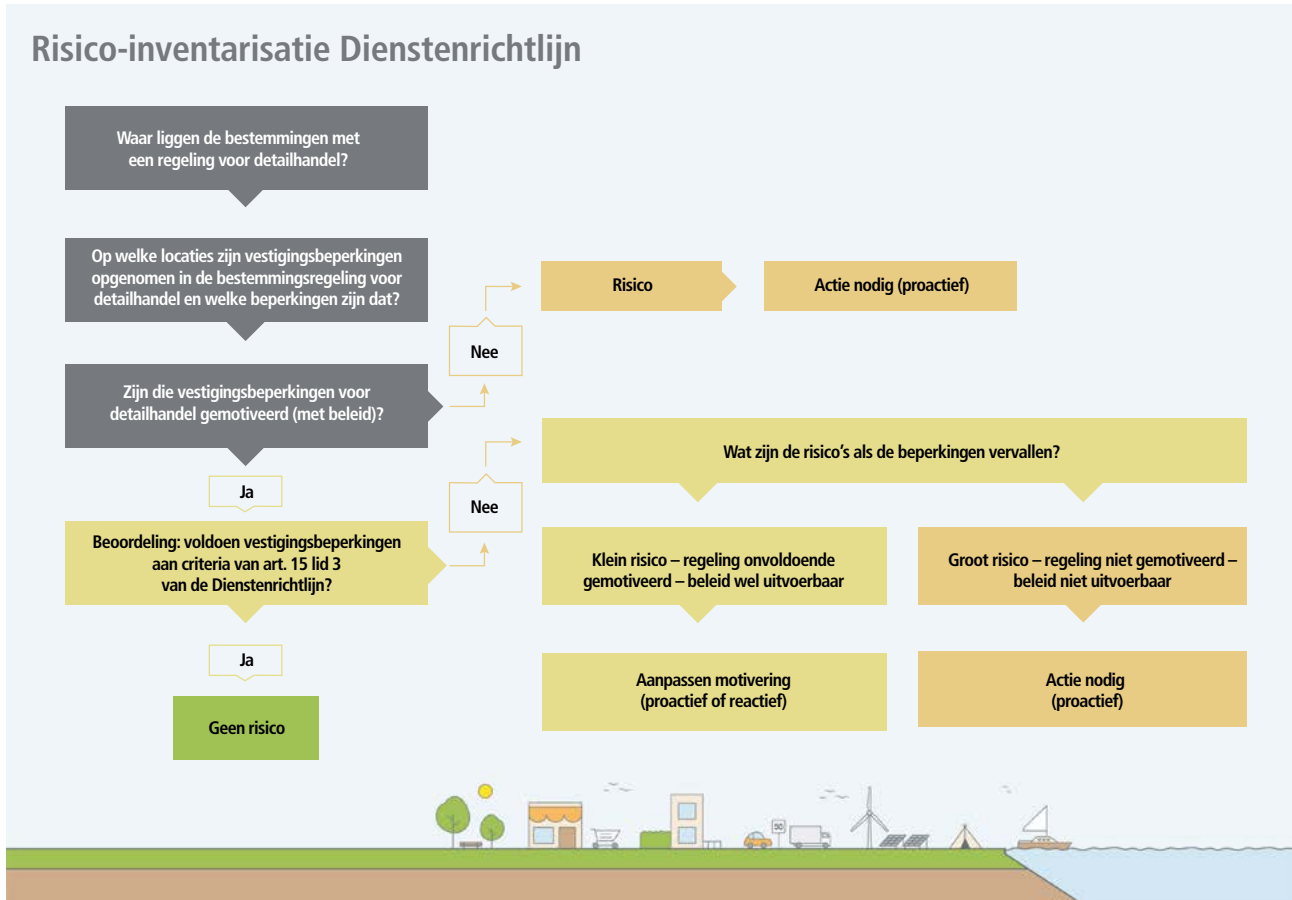 Risico-inventarisatie Dienstenrichtlijn
Waar liggen de bestemmingen met
een regeling voor detailhandel?
Op welke locaties zijn vestigingsbeperkingen
opgenomen in de bestemmingsregeling voor
detailhandel en welke beperkingen zijn dat?
Risico
Actie nodig (proactief)
Nee
Zijn die vestigingsbeperkingen voor
detailhandel gemotiveerd (met beleid)?
Ja
Nee
Wat zijn de risico's als de beperkingen vervallen?
Beoordeling: voldoen vestigingsbeperkingen
aan criteria van art. 15 lid 3
van de Dienstenrichtlijn?
Klein risico – regeling onvoldoende
gemotiveerd – beleid wel uitvoerbaar
Groot risico – regeling niet gemotiveerd –
beleid niet uitvoerbaar
Ja
Aanpassen motivering
(proactief of reactief)
Actie nodig
(proactief)
Geen risico